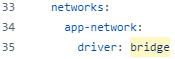 33 networks:
34   app-network:
35     driver: bridge